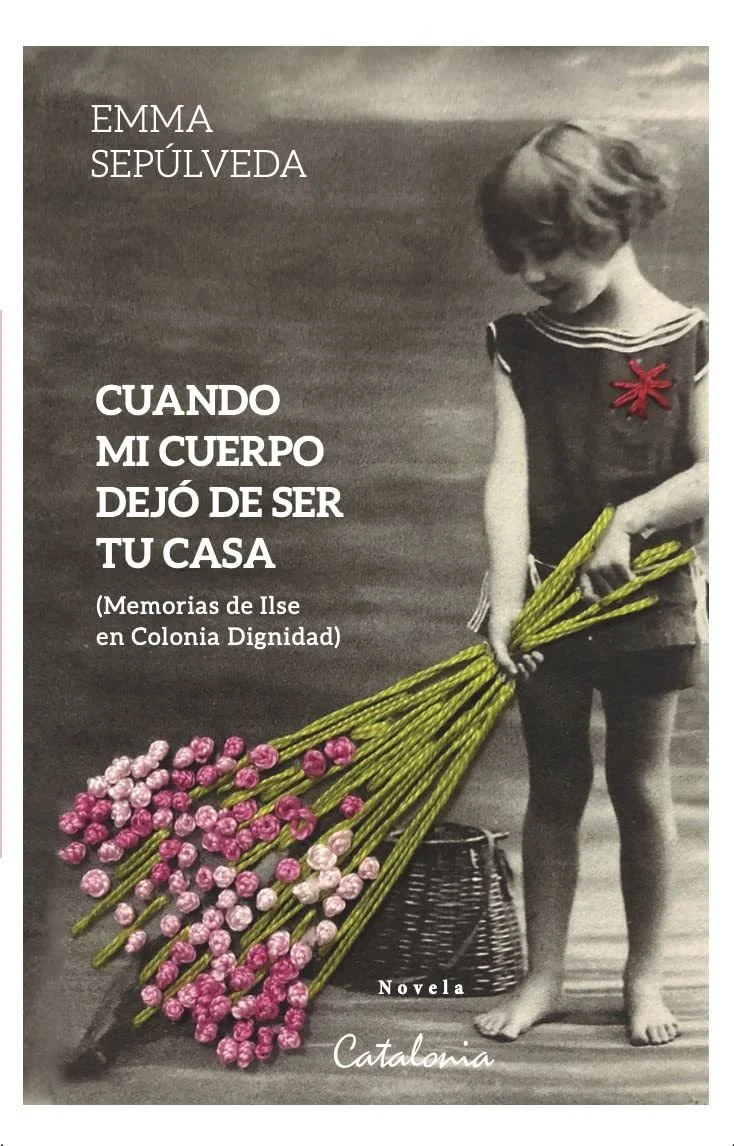 EMMA
SEPÚLVEDA
CUANDO
MI CUERPO
DEJÓ DE SER
TU CASA
(Memorias de Ilse
en Colonia Dignidad)
Novela
Catalonia